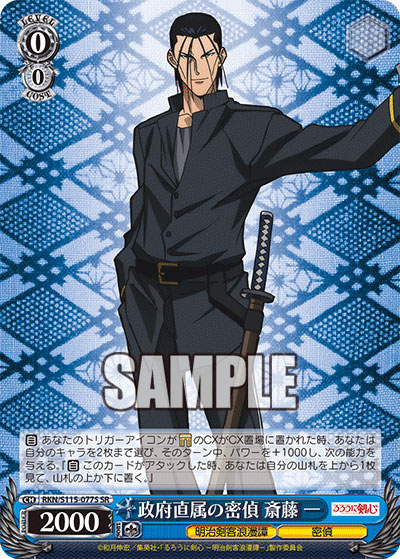 LEVEL
0
0
COST
SAMPLE
自 あなたのトリガーアイコンが の CXがCX置場に置かれた時、あなたは
自分のキャラを2枚まで選び、そのターン中、パワーを＋1000し、次の能力
を与える。『自 このカードがアタックした時、あなたは自分の山札を上から1枚
見て、山札の上か下に置く。』
CH RKN/S115-077S SR
政府直属の密偵 斎藤 一
るろうに剣心
POWER
2000
明治剣客浪漫譚
密偵
©和月伸宏／集英社・「るろうに剣心 －明治剣客浪漫譚－」製作委員会